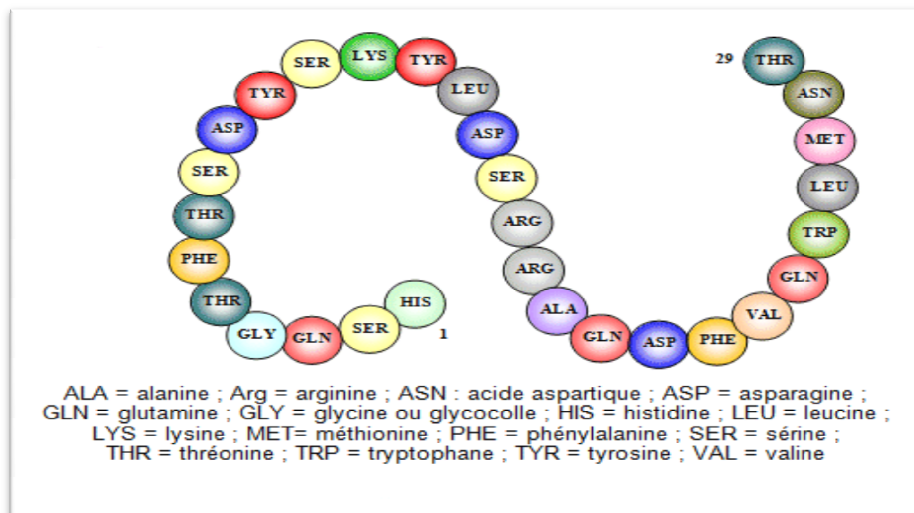 HIS
1
SER
GLN
GLY
THR
PHE
THR
SER
ASP
TYR
SER
LYS
TYR
LEU
ASP
SER
ARG
ARG
ALA
GLN
ASP
PHE
VAL
GLN
TRP
LEU
MET
ASN
29 THR
ALA = alanine ; Arg = arginine ; ASN : acide aspartique ; ASP = asparagine ;
GLN = glutamine ; GLY = glycine ou glycocolle ; HIS = histidine ; LEU = leucine ;
LYS = lysine ; MET= méthionine ; PHE = phénylalanine ; SER = sérine ;
THR = thréonine ; TRP = tryptophane ; TYR = tyrosine ; VAL = valine